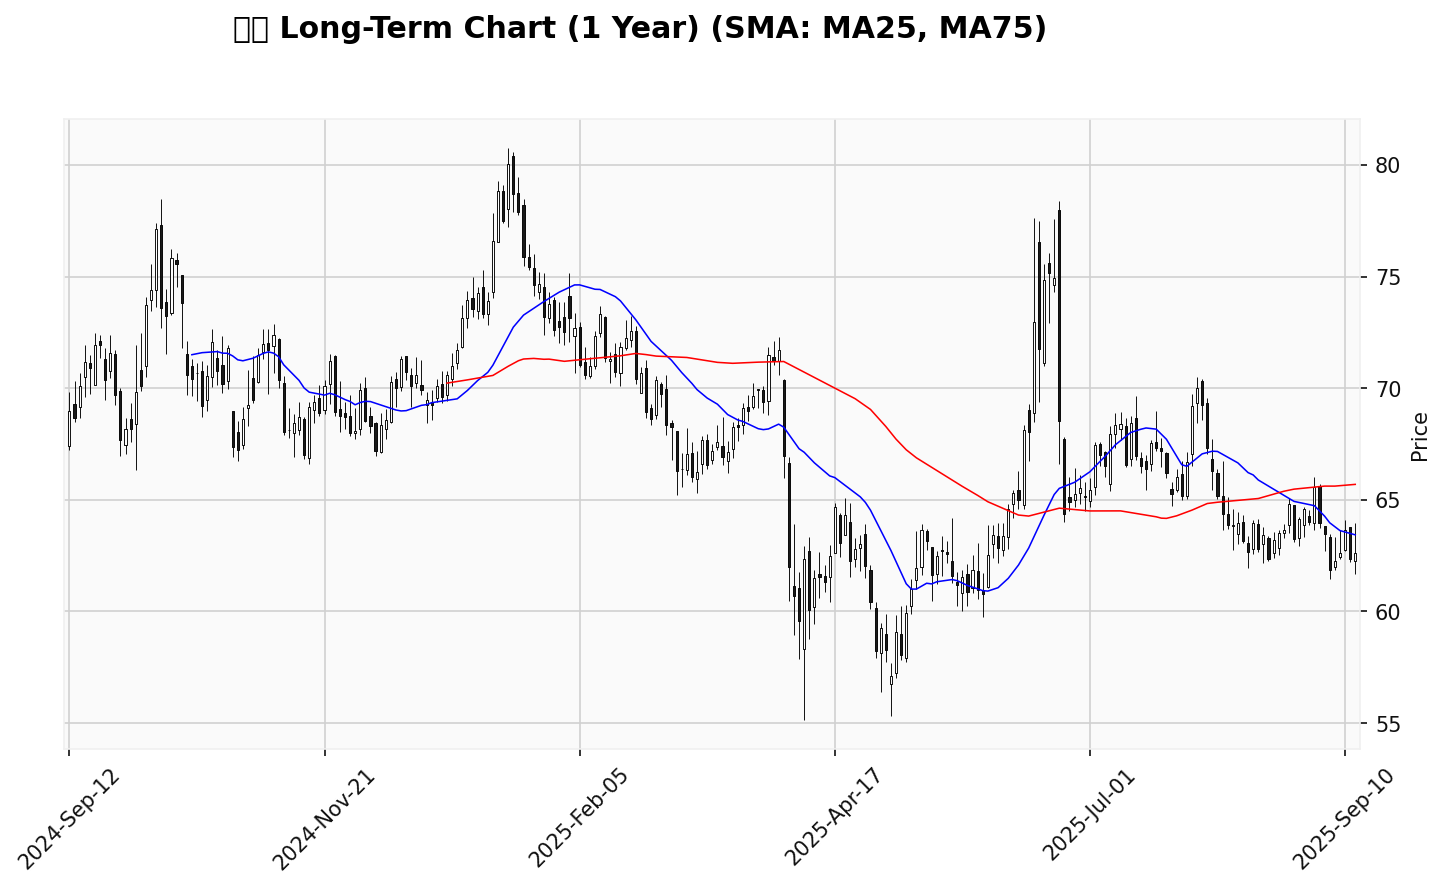 Long-Term Chart (1 Year) (SMA: MA25, MA75)
80
75
70
65
60
55
Price
2024-Sep-12
2024-Nov-21
2025-Feb-05
2025-Apr-17
2025-Jul-01
2025-Sep-10